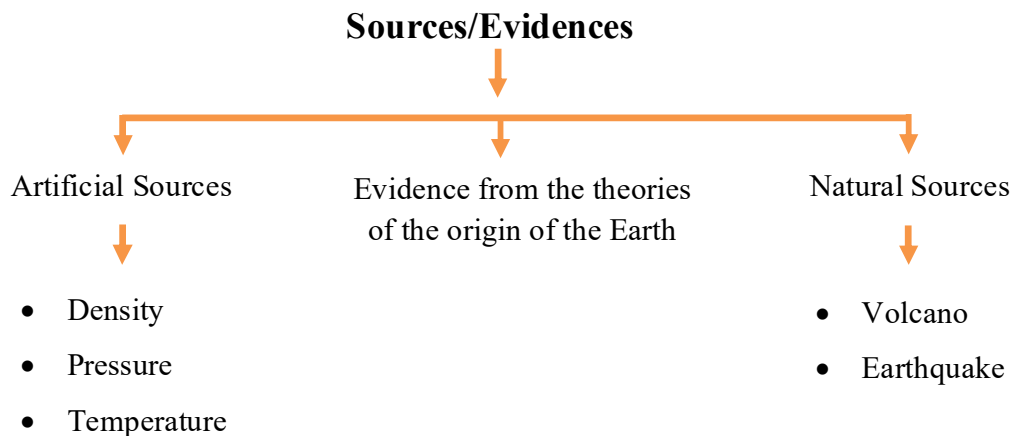 Sources/Evidences
Artificial Sources
Evidence from the theories
of the origin of the Earth
Natural Sources
• Density
• Pressure
• Temperature
• Volcano
• Earthquake